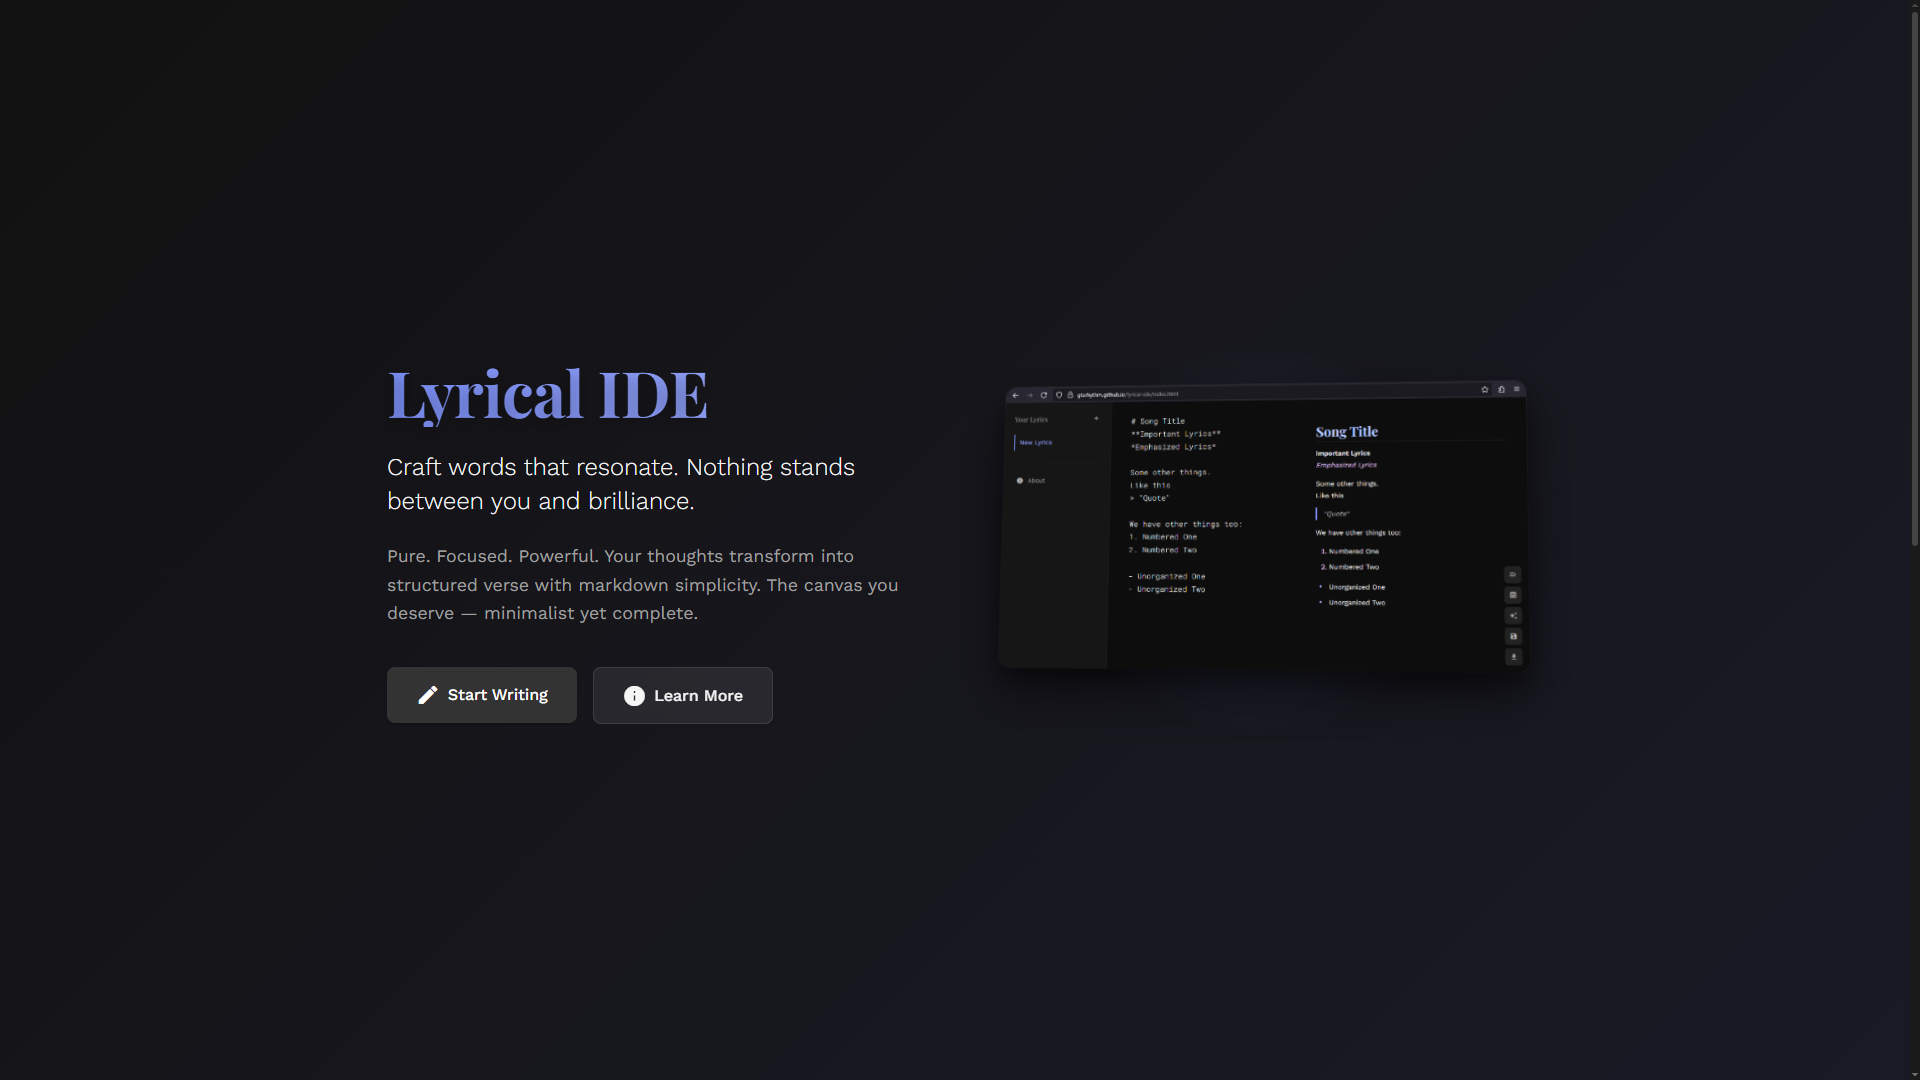 Lyrical IDE
Craft words that resonate. Nothing stands
between you and brilliance.
Pure. Focused. Powerful. Your thoughts transform into
structured verse with markdown simplicity. The canvas you
deserve — minimalist yet complete.
Start Writing
Learn More
Your Lyrics
New Lyrics
About
# Song Title
**Important Lyrics**
*Emphasized Lyrics*
Some other things.
Like this
> "Quote"
We have other things too:
1. Numbered One
2. Numbered Two
- Unorganized One
- Unorganized Two
Song Title
Important Lyrics
Emphasized Lyrics
Some other things.
Like this
"Quote"
We have other things too:
1. Numbered One
2. Numbered Two
• Unorganized One
• Unorganized Two